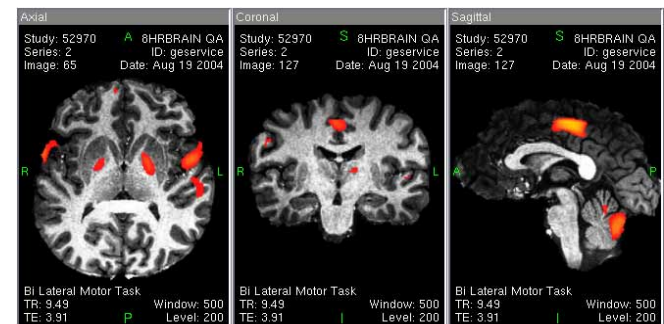 Axial
Study: 52970 A 8HRBRAIN QA
Series: 2 ID: geservice
Image: 65 Date: Aug 19 2004
R L
Bi Lateral Motor Task
TR: 9.49 Window: 500
TE: 3.91 P Level: 200
Coronal
Study: 52970 S 8HRBRAIN QA
Series: 2 ID: geservice
Image: 127 Date: Aug 19 2004
R L
Bi Lateral Motor Task
TR: 9.49 Window: 500
TE: 3.91 I Level: 200
Sagittal
Study: 52970 S 8HRBRAIN QA
Series: 2 ID: geservice
Image: 127 Date: Aug 19 2004
A P
Bi Lateral Motor Task
TR: 9.49 Window: 500
TE: 3.91 I Level: 200